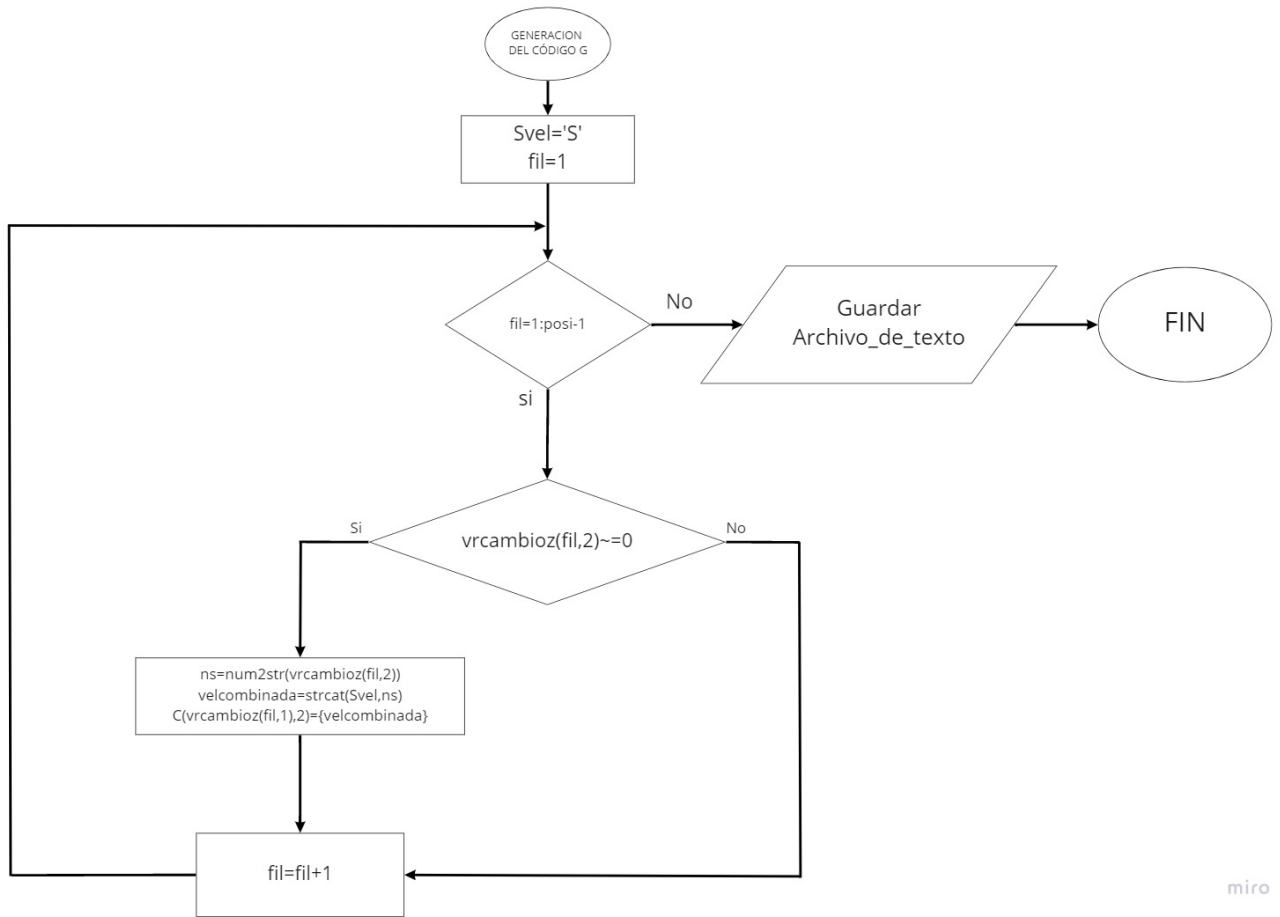 GENERACION
DEL CÓDIGO G
Svel='S'
fil=1
fil=1:posi-1
No
Guardar
Archivo_de_texto
FIN
si
Si
vrcambioz(fil,2)~=0
No
ns=num2str(vrcambioz(fil,2))
velcombinada=strcat(Svel,ns)
C(vrcambioz(fil,1),2)={velcombinada}
fil=fil+1
miro